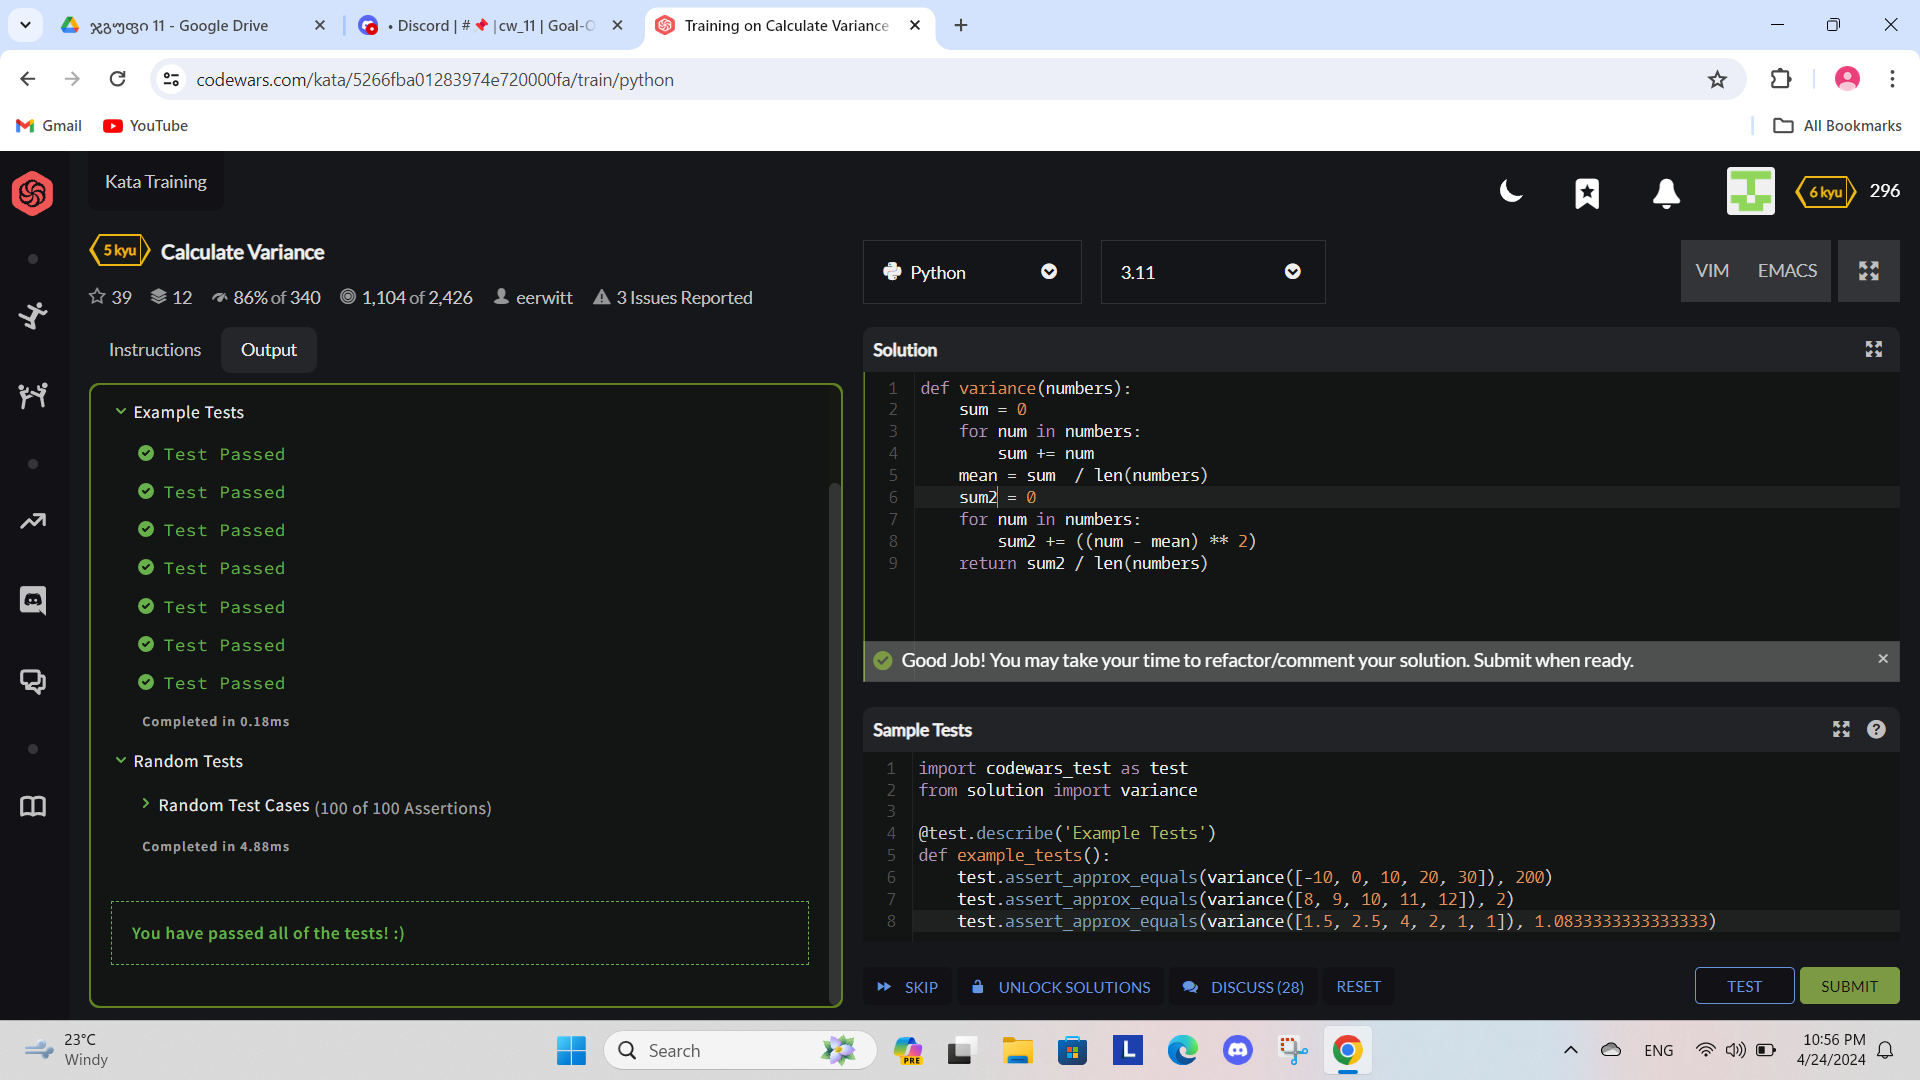 ჯგუფი 11 - Google Drive
• Discord | # 📌 | cw_11 | Goal-O
Training on Calculate Variance
codewars.com/kata/5266fba01283974e720000fa/train/python
Gmail
YouTube
All Bookmarks
Kata Training
6 kyu
296
5 kyu
Calculate Variance
39
12
86% of 340
1,104 of 2,426
eerwitt
3 Issues Reported
Python
3.11
VIM
EMACS
Instructions
Output
Example Tests
Test Passed
Test Passed
Test Passed
Test Passed
Test Passed
Test Passed
Test Passed
Completed in 0.18ms
Random Tests
Random Test Cases (100 of 100 Assertions)
Completed in 4.88ms
You have passed all of the tests! :)
Solution
1 def variance(numbers):
2 sum = 0
3 for num in numbers:
4 sum += num
5 mean = sum  / len(numbers)
6 sum2 = 0
7 for num in numbers:
8 sum2 += ((num - mean) ** 2)
9 return sum2 / len(numbers)
Good Job! You may take your time to refactor/comment your solution. Submit when ready.
Sample Tests
1 import codewars_test as test
2 from solution import variance
3
4 @test.describe('Example Tests')
5 def example_tests():
6 test.assert_approx_equals(variance([-10, 0, 10, 20, 30]), 200)
7 test.assert_approx_equals(variance([8, 9, 10, 11, 12]), 2)
8 test.assert_approx_equals(variance([1.5, 2.5, 4, 2, 1, 1]), 1.0833333333333333)
SKIP
UNLOCK SOLUTIONS
DISCUSS (28)
RESET
TEST
SUBMIT
23°C
Windy
Search
PRE
L
ENG
10:56 PM
4/24/2024